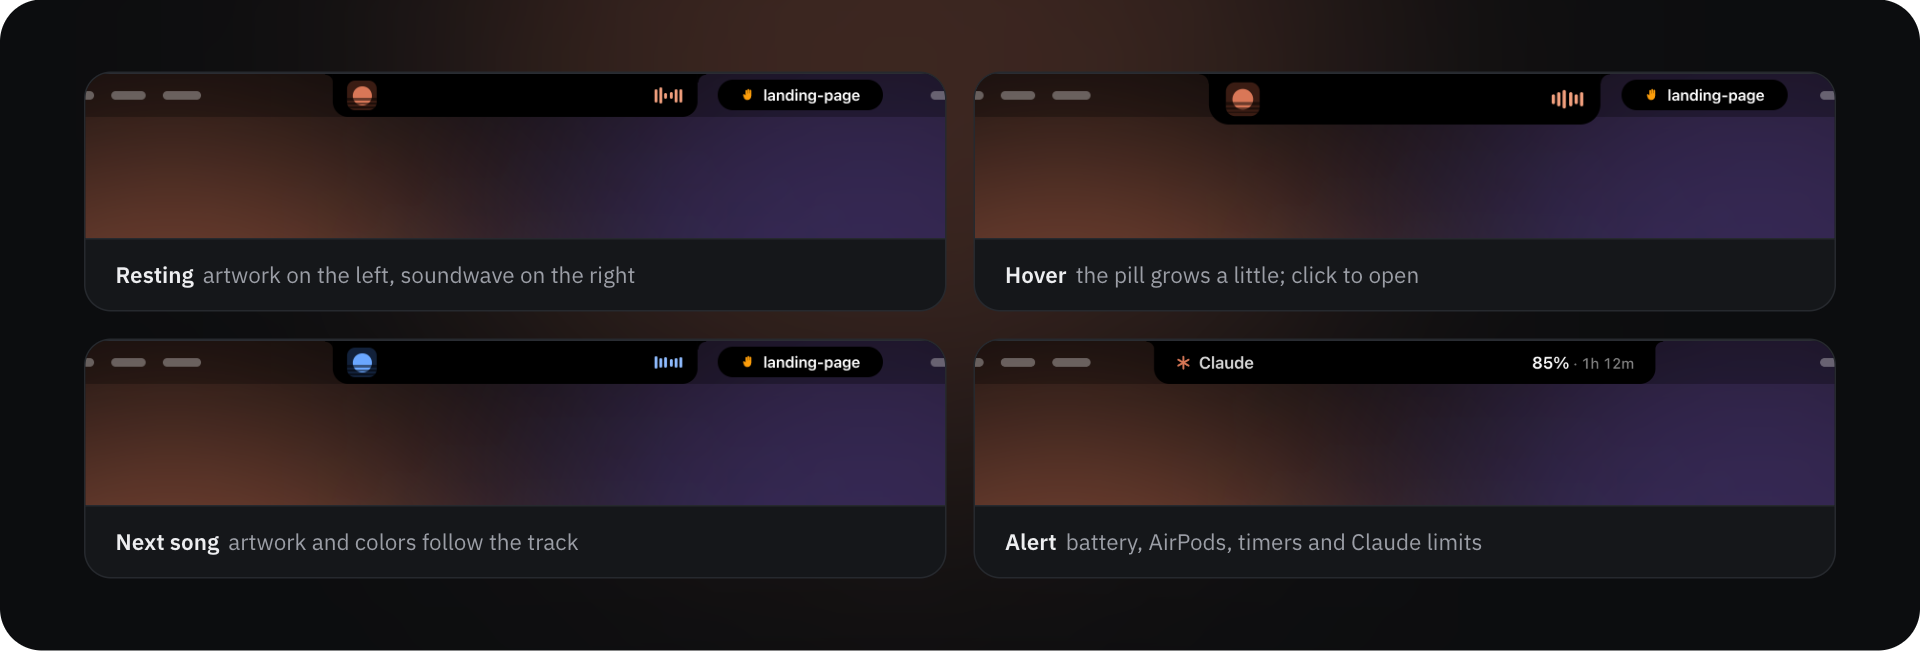 landing-page
landing-page
Resting artwork on the left, soundwave on the right
Hover the pill grows a little; click to open
landing-page
Claude
85% · 1h 12m
Next song artwork and colors follow the track
Alert battery, AirPods, timers and Claude limits